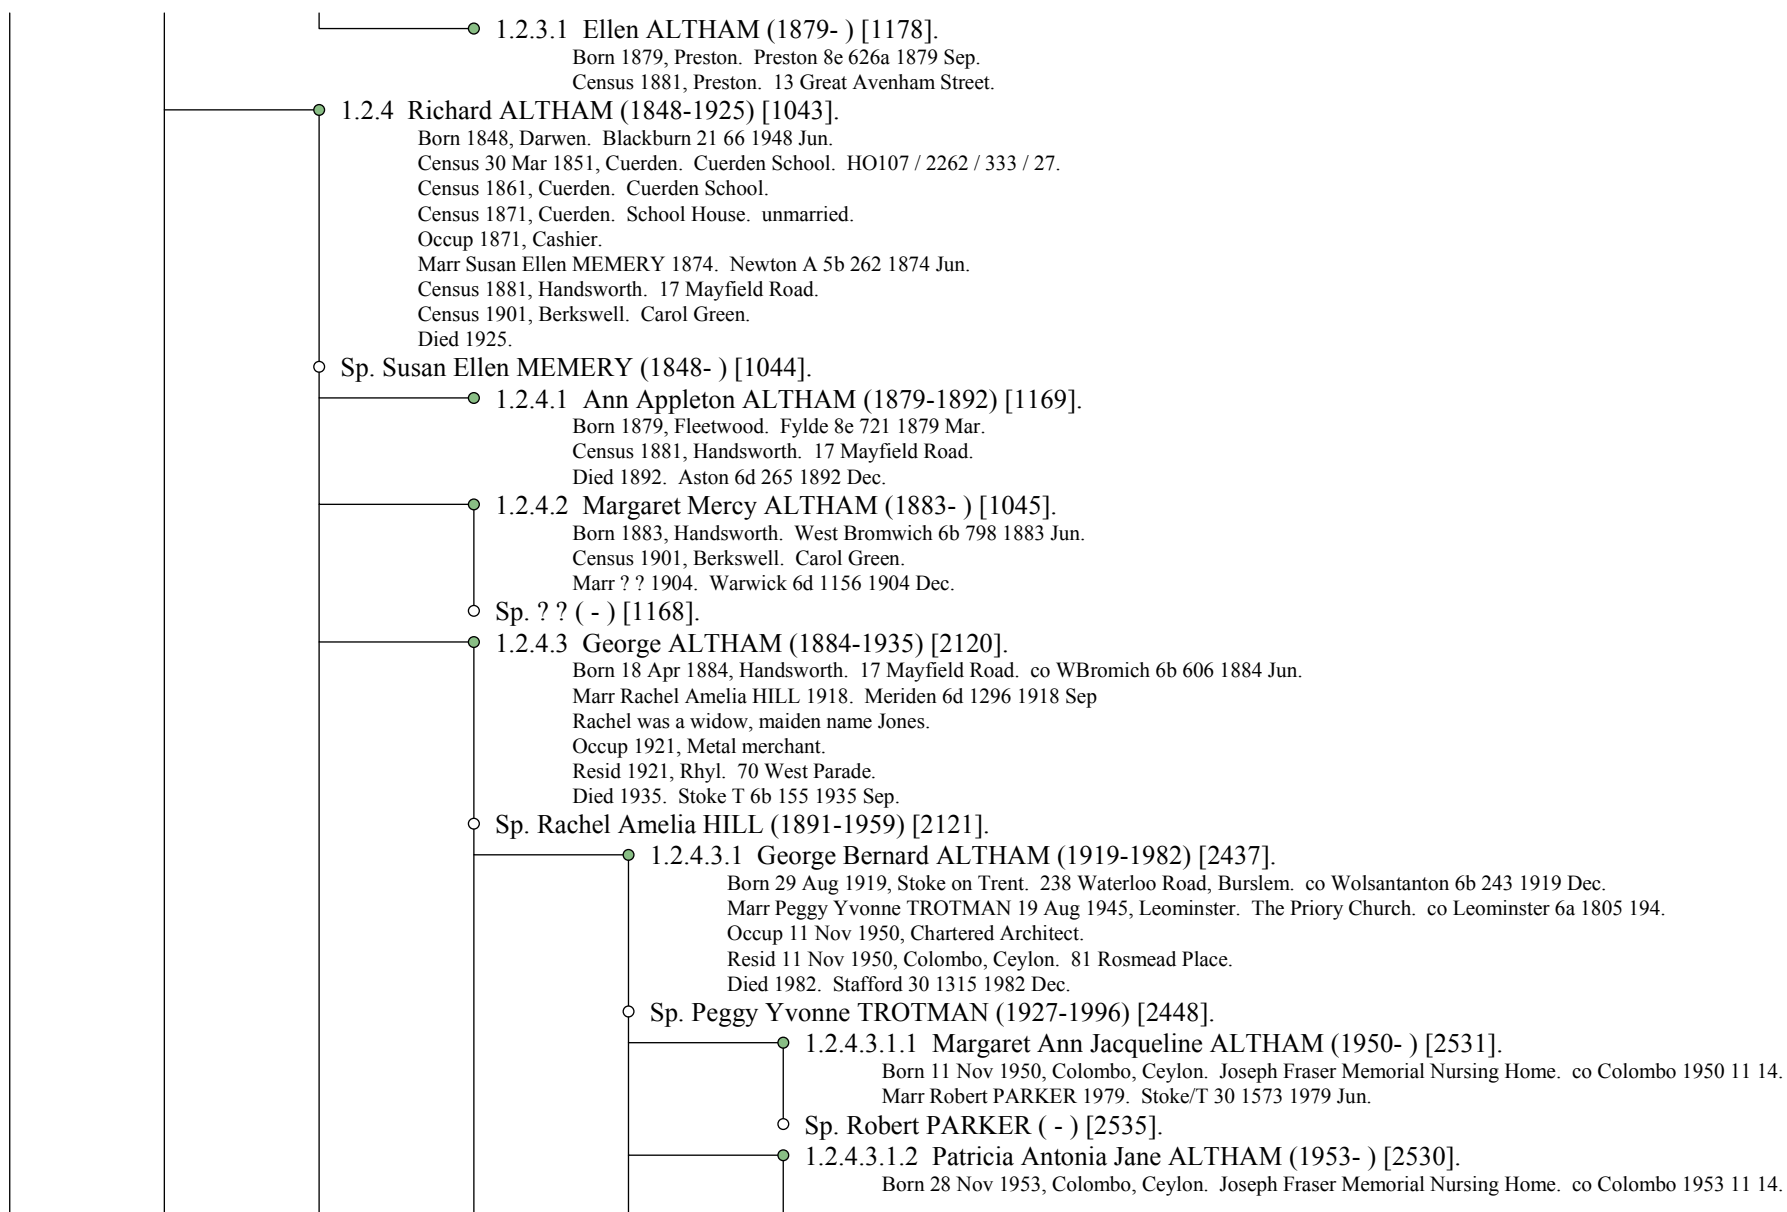 1.2.3.1 Ellen ALTHAM (1879- ) [1178].
Born 1879, Preston. Preston 8e 626a 1879 Sep.
Census 1881, Preston. 13 Great Avenham Street.
1.2.4 Richard ALTHAM (1848-1925) [1043].
Born 1848, Darwen. Blackburn 21 66 1948 Jun.
Census 30 Mar 1851, Cuerden. Cuerden School. HO107 / 2262 / 333 / 27.
Census 1861, Cuerden. Cuerden School.
Census 1871, Cuerden. School House. unmarried.
Occup 1871, Cashier.
Marr Susan Ellen MEMERY 1874. Newton A 5b 262 1874 Jun.
Census 1881, Handsworth. 17 Mayfield Road.
Census 1901, Berkswell. Carol Green.
Died 1925.
Sp. Susan Ellen MEMERY (1848- ) [1044].
1.2.4.1 Ann Appleton ALTHAM (1879-1892) [1169].
Born 1879, Fleetwood. Fylde 8e 721 1879 Mar.
Census 1881, Handsworth. 17 Mayfield Road.
Died 1892. Aston 6d 265 1892 Dec.
1.2.4.2 Margaret Mercy ALTHAM (1883- ) [1045].
Born 1883, Handsworth. West Bromwich 6b 798 1883 Jun.
Census 1901, Berkswell. Carol Green.
Marr ? ? 1904. Warwick 6d 1156 1904 Dec.
Sp. ? ? ( - ) [1168].
1.2.4.3 George ALTHAM (1884-1935) [2120].
Born 18 Apr 1884, Handsworth. 17 Mayfield Road. co WBromich 6b 606 1884 Jun.
Marr Rachel Amelia HILL 1918. Meriden 6d 1296 1918 Sep
Rachel was a widow, maiden name Jones.
Occup 1921, Metal merchant.
Resid 1921, Rhyl. 70 West Parade.
Died 1935. Stoke T 6b 155 1935 Sep.
Sp. Rachel Amelia HILL (1891-1959) [2121].
1.2.4.3.1 George Bernard ALTHAM (1919-1982) [2437].
Born 29 Aug 1919, Stoke on Trent. 238 Waterloo Road, Burslem. co Wolsantanton 6b 243 1919 Dec.
Marr Peggy Yvonne TROTMAN 19 Aug 1945, Leominster. The Priory Church. co Leominster 6a 1805 194.
Occup 11 Nov 1950, Chartered Architect.
Resid 11 Nov 1950, Colombo, Ceylon. 81 Rosmead Place.
Died 1982. Stafford 30 1315 1982 Dec.
Sp. Peggy Yvonne TROTMAN (1927-1996) [2448].
1.2.4.3.1.1 Margaret Ann Jacqueline ALTHAM (1950- ) [2531].
Born 11 Nov 1950, Colombo, Ceylon. Joseph Fraser Memorial Nursing Home. co Colombo 1950 11 14.
Marr Robert PARKER 1979. Stoke/T 30 1573 1979 Jun.
Sp. Robert PARKER ( - ) [2535].
1.2.4.3.1.2 Patricia Antonia Jane ALTHAM (1953- ) [2530].
Born 28 Nov 1953, Colombo, Ceylon. Joseph Fraser Memorial Nursing Home. co Colombo 1953 11 14.